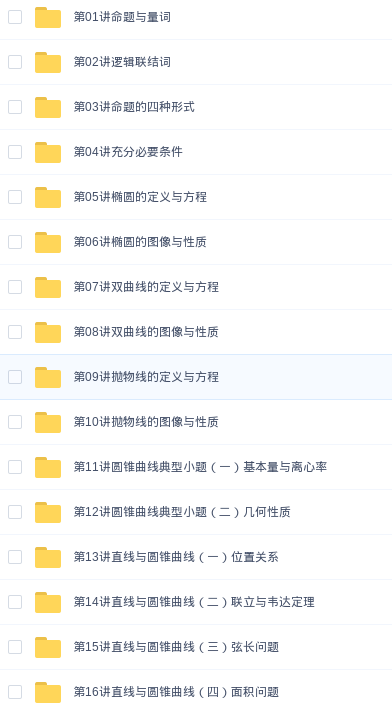 第01讲命题与量词
第02讲逻辑联结词
第03讲命题的四种形式
第04讲充分必要条件
第05讲椭圆的定义与方程
第06讲椭圆的图像与性质
第07讲双曲线的定义与方程
第08讲双曲线的图像与性质
第09讲抛物线的定义与方程
第10讲抛物线的图像与性质
第11讲圆锥曲线典型小题（一）基本量与离心率
第12讲圆锥曲线典型小题（二）几何性质
第13讲直线与圆锥曲线（一）位置关系
第14讲直线与圆锥曲线（二）联立与韦达定理
第15讲直线与圆锥曲线（三）弦长问题
第16讲直线与圆锥曲线（四）面积问题